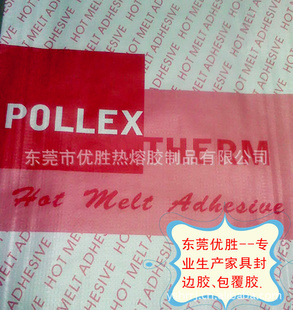 HOT MELT ADHESIVE
POLLEX
THERM
东莞市优胜热熔胶制品有限公司
Hot Melt Adhesive
东莞优胜--专
业生产家具封
边胶、包覆胶.